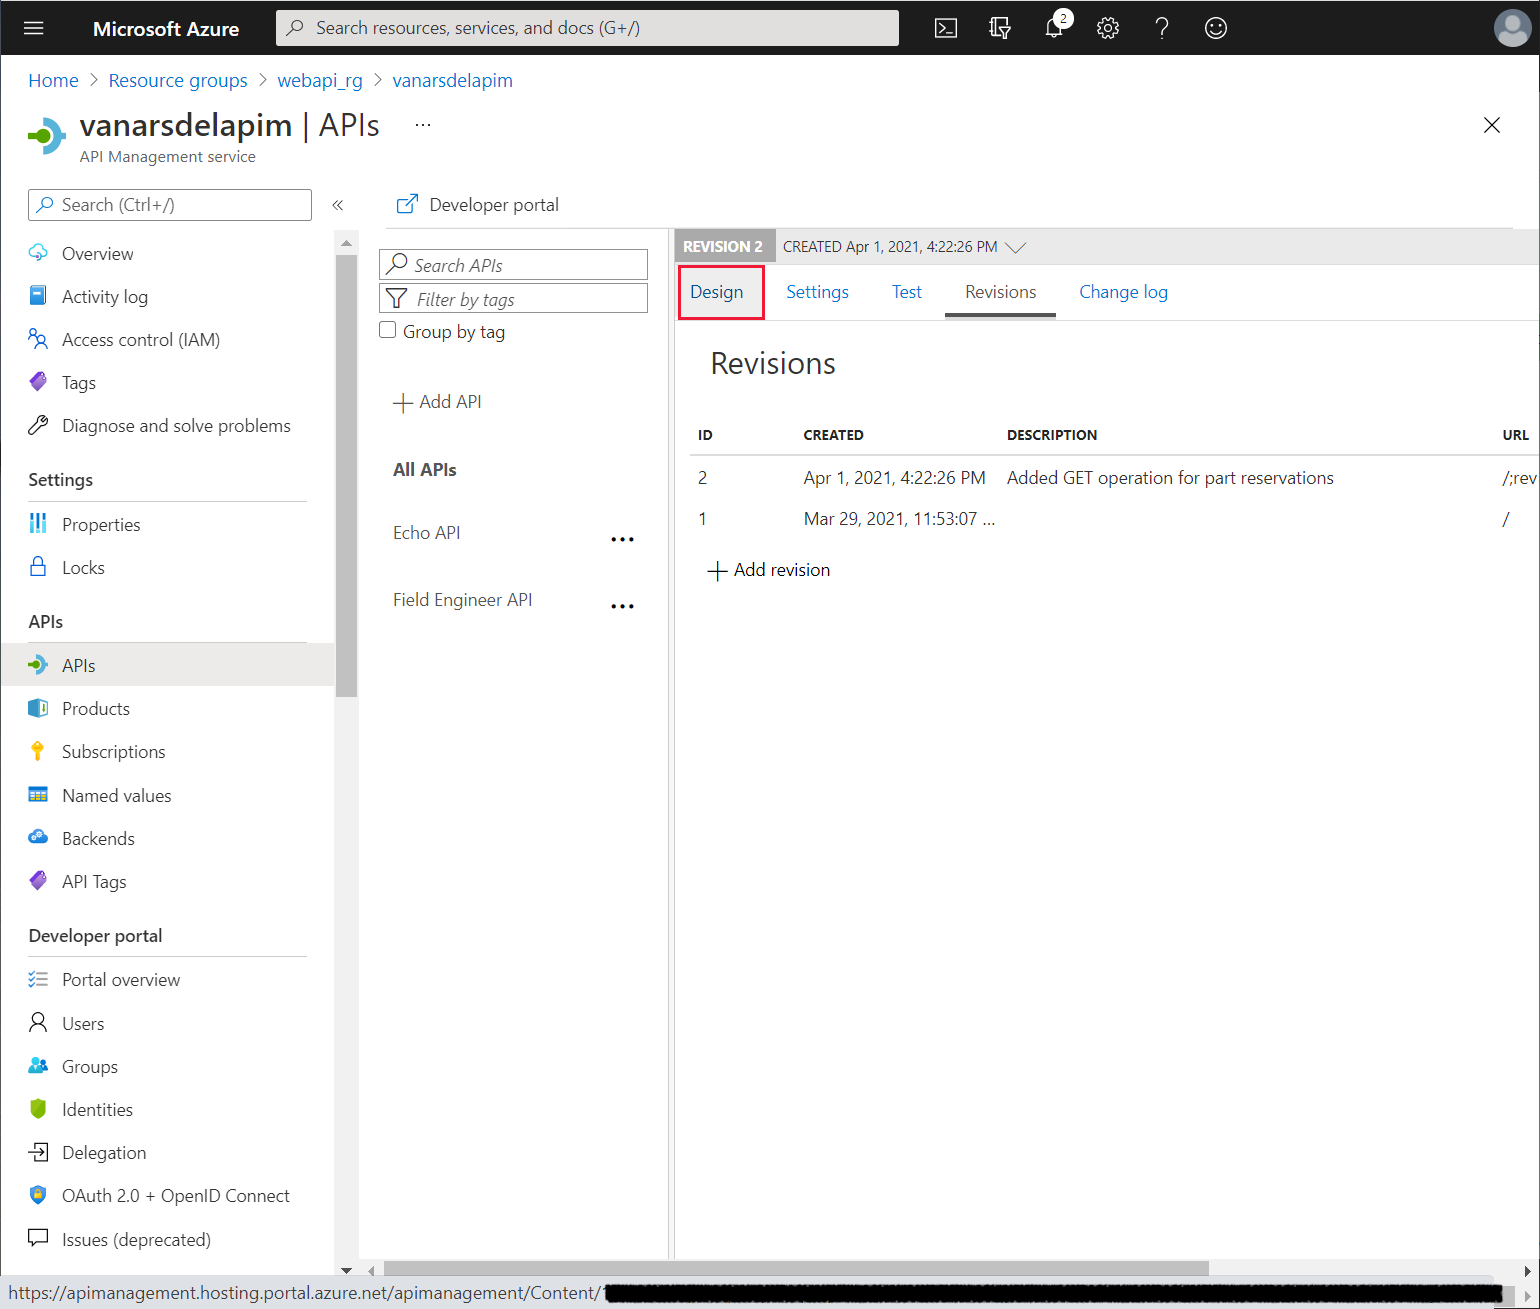 Microsoft Azure
Search resources, services, and docs (G+/)
2
Home > Resource groups > webapi_rg > vanarsdelapim
vanarsdelapim | APIs ...
API Management service
Search (Ctrl+/)
«
Overview
Activity log
Access control (IAM)
Tags
Diagnose and solve problems
Settings
Properties
Locks
APIs
APIs
Products
Subscriptions
Named values
Backends
API Tags
Developer portal
Portal overview
Users
Groups
Identities
Delegation
OAuth 2.0 + OpenID Connect
Issues (deprecated)
Developer portal
Search APIs
Filter by tags
Group by tag
Add API
All APIs
Echo API
Field Engineer API
REVISION 2 CREATED Apr 1, 2021, 4:22:26 PM
Design Settings Test Revisions Change log
Revisions
ID CREATED DESCRIPTION URL
2 Apr 1, 2021, 4:22:26 PM Added GET operation for part reservations /;rev
1 Mar 29, 2021, 11:53:07 ... /
Add revision
https://apimanagement.hosting.portal.azure.net/apimanagement/Content/